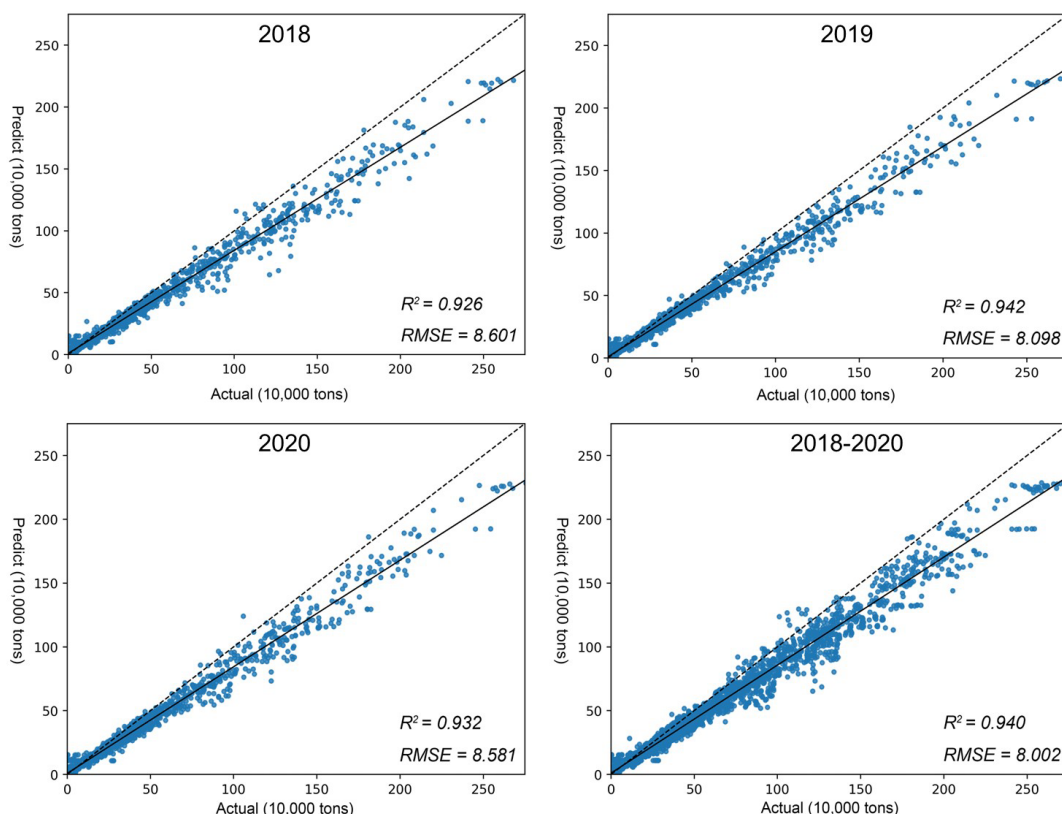 2018
250
200
150
100
50
0
Predict (10,000 tons)
R² = 0.926
RMSE = 8.601
0 50 100 150 200 250
Actual (10,000 tons)
2019
250
200
150
100
50
0
Predict (10,000 tons)
R² = 0.942
RMSE = 8.098
0 50 100 150 200 250
Actual (10,000 tons)
2020
250
200
150
100
50
0
Predict (10,000 tons)
R² = 0.932
RMSE = 8.581
0 50 100 150 200 250
Actual (10,000 tons)
2018-2020
250
200
150
100
50
0
Predict (10,000 tons)
R² = 0.940
RMSE = 8.002
0 50 100 150 200 250
Actual (10,000 tons)